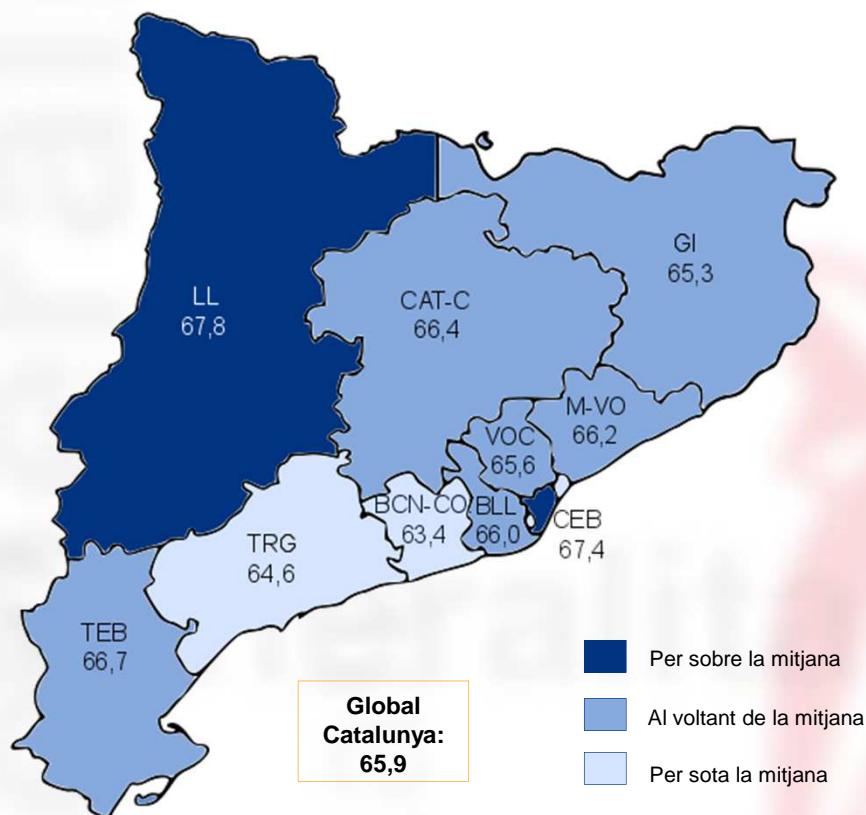 GI
65,3
LL
67,8
CAT-C
66,4
M-VO
66,2
VOC
65,6
BCN-CO
63,4
BLL
66,0
CEB
67,4
TRG
64,6
TEB
66,7
Global
Catalunya:
65,9
Per sobre la mitjana
Al voltant de la mitjana
Per sota la mitjana